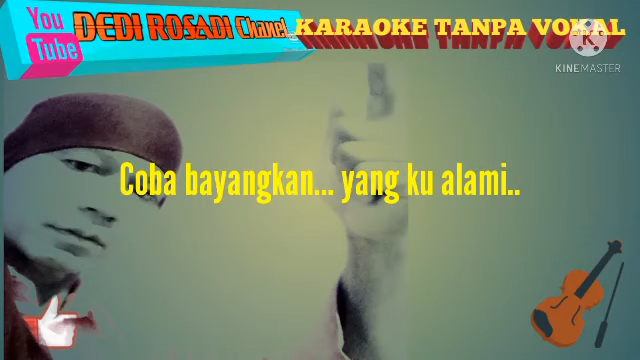 You
Tube
DEDI ROSADI Chanel
KARAOKE TANPA VOKAL
KINEMASTER
Coba bayangkan... yang ku alami..